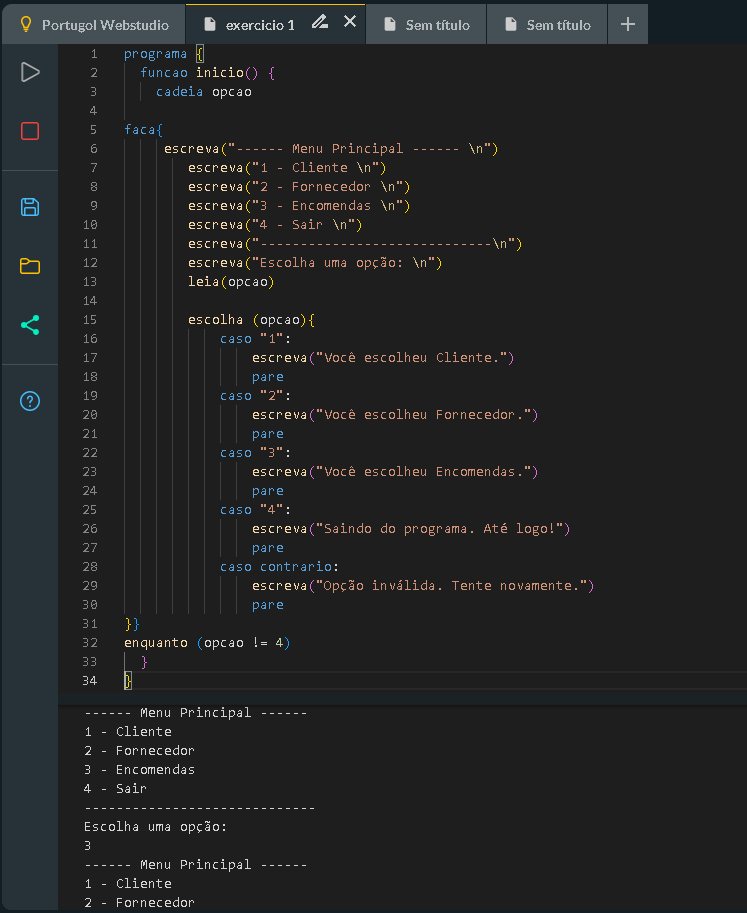 Portugol Webstudio
exercicio 1
Sem título
Sem título
1 programa {
2 funcao inicio() {
3 cadeia opcao
4
5 faca{
6 escreva("------ Menu Principal ------ \n")
7 escreva("1 - Cliente \n")
8 escreva("2 - Fornecedor \n")
9 escreva("3 - Encomendas \n")
10 escreva("4 - Sair \n")
11 escreva("-----------------------------\n")
12 escreva("Escolha uma opção: \n")
13 leia(opcao)
14
15 escolha (opcao){
16 caso "1":
17 escreva("Você escolheu Cliente.")
18 pare
19 caso "2":
20 escreva("Você escolheu Fornecedor.")
21 pare
22 caso "3":
23 escreva("Você escolheu Encomendas.")
24 pare
25 caso "4":
26 escreva("Saindo do programa. Até logo!")
27 pare
28 caso contrario:
29 escreva("Opção inválida. Tente novamente.")
30 pare
31 }}
32 enquanto (opcao != 4)
33 }
34 }
------ Menu Principal ------
1 - Cliente
2 - Fornecedor
3 - Encomendas
4 - Sair
-----------------------------
Escolha uma opção:
3
------ Menu Principal ------
1 - Cliente
2 - Fornecedor